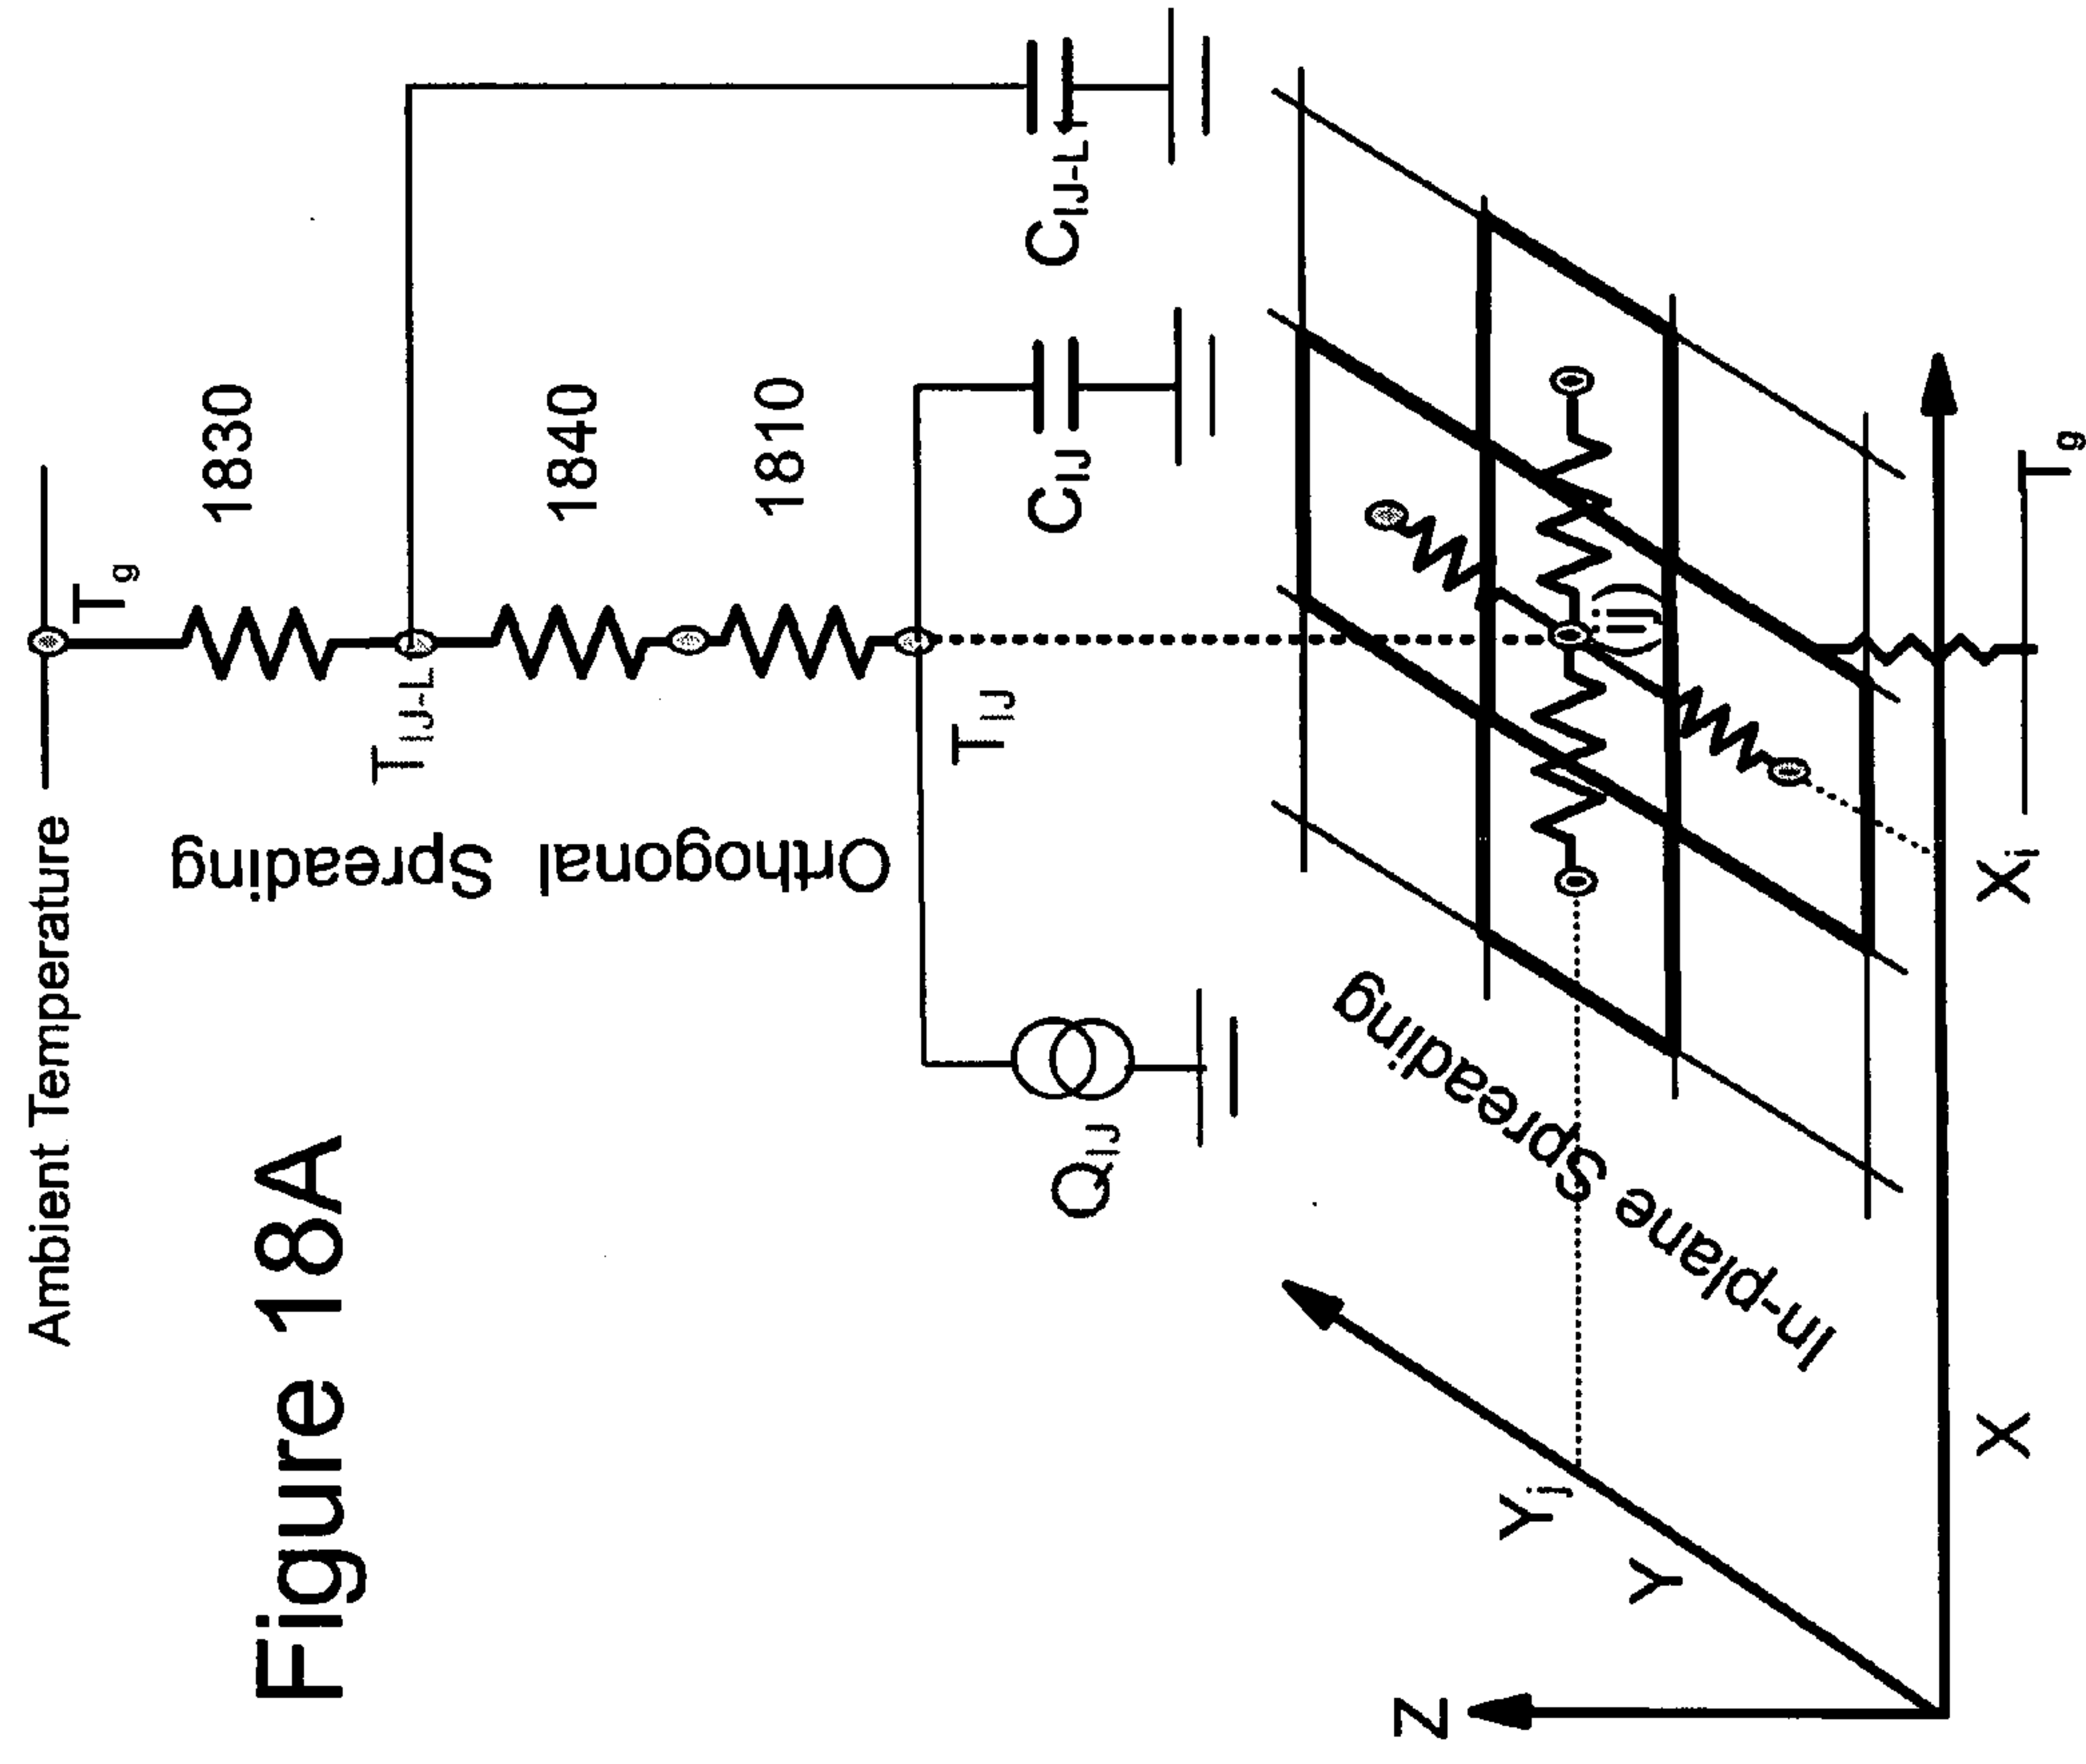 Figure 18A
Ambient Temperature
Tg
1830
TIJ-L
1840
1810
Orthogonal Spreading
TIJ
QIJ
CIJ
CIJ-L1
In-plane Spreading
(ij)
Z
Y
Yj
X
Xi
Tg